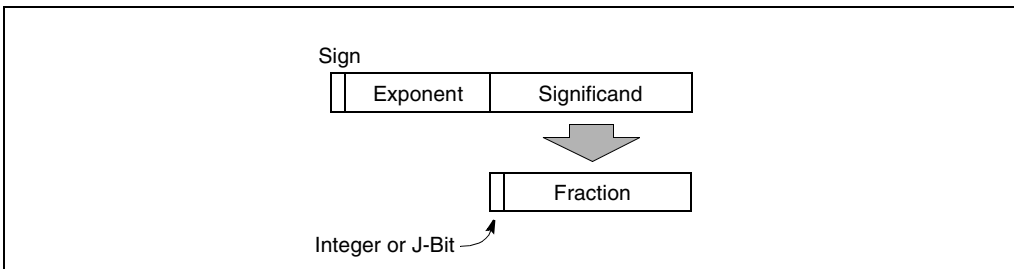 Sign
Exponent Significand
Fraction
Integer or J-Bit